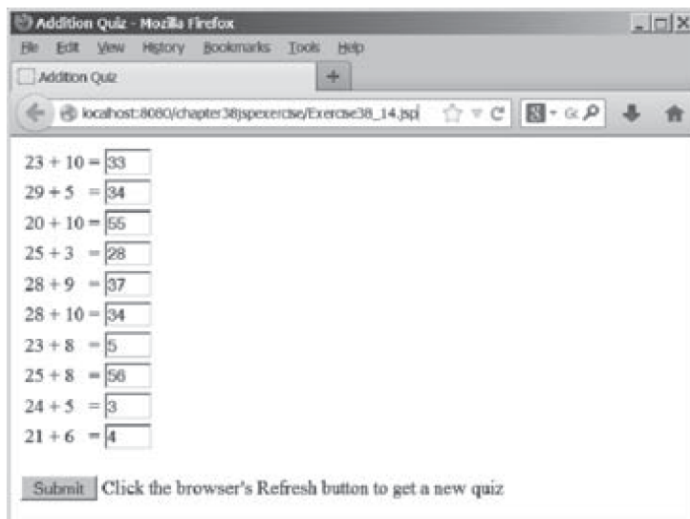 Addition Quiz - Mozilla Firefox
File Edit View History Bookmarks Tools Help
Addition Quiz
localhost:8080/chapter38jspexercise/Exercise38_14.jsp
23 + 10 = 33
29 + 5 = 34
20 + 10 = 55
25 + 3 = 28
28 + 9 = 37
28 + 10 = 34
23 + 8 = 5
25 + 8 = 56
24 + 5 = 3
21 + 6 = 4
Submit Click the browser's Refresh button to get a new quiz